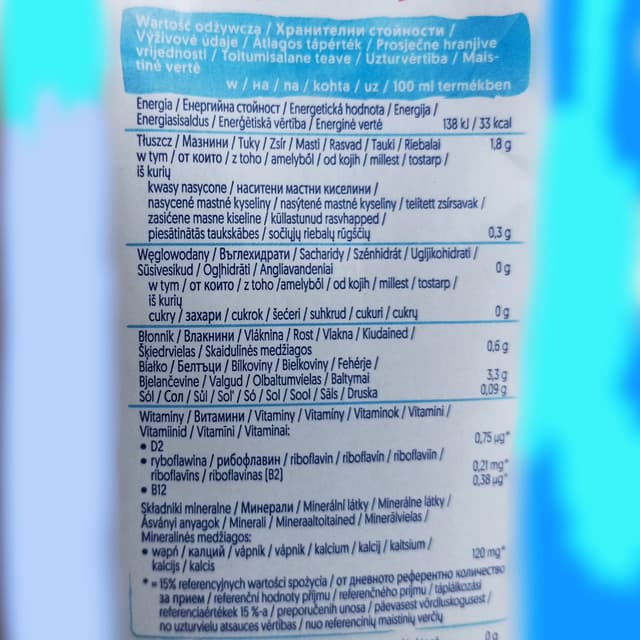 Wartość odżywcza / Хранителни стойности /
Výživové údaje / Átlagos tápérték / Prosječne hranjive
vrijednosti / Toitumisalane teave / Uzturvērtība / Mais-
tinė vertė
w / на / na / kohta / uz / 100 ml termékben
Energia / Енергийна стойност / Energetická hodnota / Energija /
Energiasisaldus / Enerģētiskā vērtība / Energinė vertė 138 kJ / 33 kcal
Tłuszcz / Мазнини / Tuky / Zsír / Masti / Rasvad / Tauki / Riebalai 1,8 g
w tym / от които / z toho / amelyből / od kojih / millest / tostarp /
iš kurių
kwasy nasycone / наситени мастни киселини /
nasycené mastné kyseliny / nasýtené mastné kyseliny / telített zsírsavak /
zasićene masne kiseline / küllastunud rasvhapped /
piesātinātās taukskābes / sočiųjų riebalų rūgščių 0,3 g
Węglowodany / Въглехидрати / Sacharidy / Szénhidrát / Ugljikohidrati /
Süsivesikud / Ogļhidrāti / Angliavandeniai 0 g
w tym / от които / z toho /amelyből / od kojih / millest / tostarp /
iš kurių
cukry / захари / cukrok / šećeri / suhkrud / cukuri / cukrų 0 g
Błonnik / Влакнини / Vláknina / Rost / Vlakna / Kiudained /
Šķiedrvielas / Skaidulinės medžiagos 0,6 g
Białko / Белтъци / Bílkoviny / Bielkoviny / Fehérje /
Bjelančevine / Valgud / Olbaltumvielas / Baltymai 3,3 g
Sól / Сол / Sůl / Soľ / Só / Sol / Sool / Sāls / Druska 0,09 g
Witaminy / Витамини / Vitaminy / Vitamíny / Vitaminok / Vitamini /
Vitamiinid / Vitamīni / Vitaminai:
• D2 0,75 µg*
• ryboflawina / рибофлавин / riboflavin / riboflavín / riboflaviin /
riboflavīns / riboflavinas (B2) 0,21 mg*
• B12 0,38 µg*
Składniki mineralne / Минерали / Minerální látky / Minerálne látky /
Ásványi anyagok / Minerali / Mineraaltoitained / Minerālvielas /
Mineralinės medžiagos:
• wapń / калций / vápník / vápnik / kalcium / kalcij / kaltsium /
kalcijs / kalcis 120 mg*
* = 15% referencyjnych wartości spożycia / от дневното референтно количество
за прием / referenční hodnoty příjmu / referenčného príjmu / táplálkozási
referenciaértékek 15 %-a / preporučenih unosa / päevasest võrdluskogusest /
no uzturvielu atsauces vērtības / nuo referencinių maistinių verčių
0 g